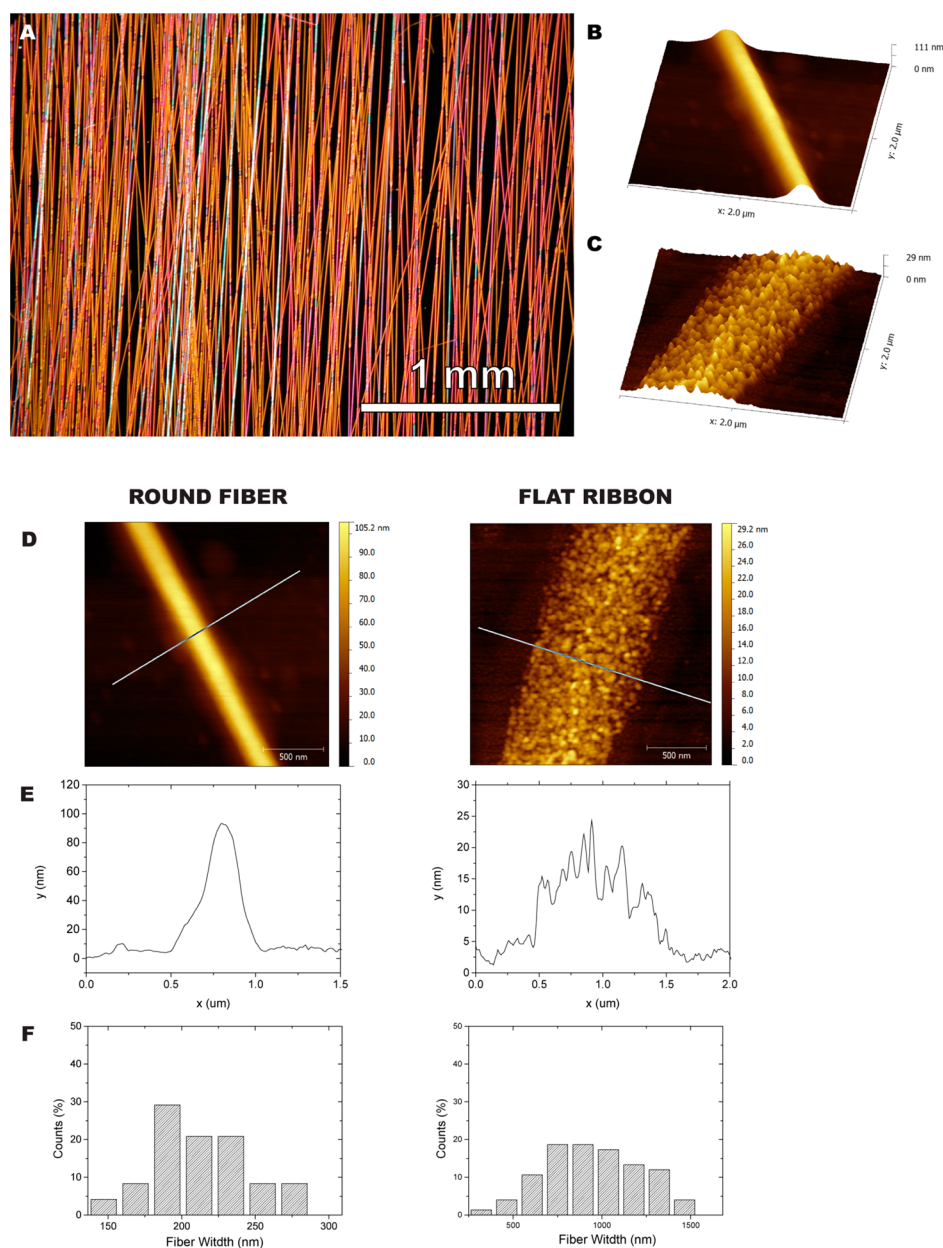 A
1 mm
B
111 nm
0 nm
y: 2.0 µm
x: 2.0 µm
C
29 nm
0 nm
y: 2.0 µm
x: 2.0 µm
ROUND FIBER
FLAT RIBBON
D
105.2 nm
90.0
80.0
70.0
60.0
50.0
40.0
30.0
20.0
10.0
0.0
500 nm
29.2 nm
26.0
24.0
22.0
20.0
18.0
16.0
14.0
12.0
10.0
8.0
6.0
4.0
2.0
0.0
500 nm
E
120
100
80
60
40
20
0
y (nm)
0.0 0.5 1.0 1.5
x (um)
30
25
20
15
10
5
0
y (nm)
0.0 0.5 1.0 1.5 2.0
x (um)
F
50
40
30
20
10
0
Counts (%)
150 200 250 300
Fiber Witdth (nm)
50
40
30
20
10
0
Counts (%)
500 1000 1500
Fiber Witdth (nm)